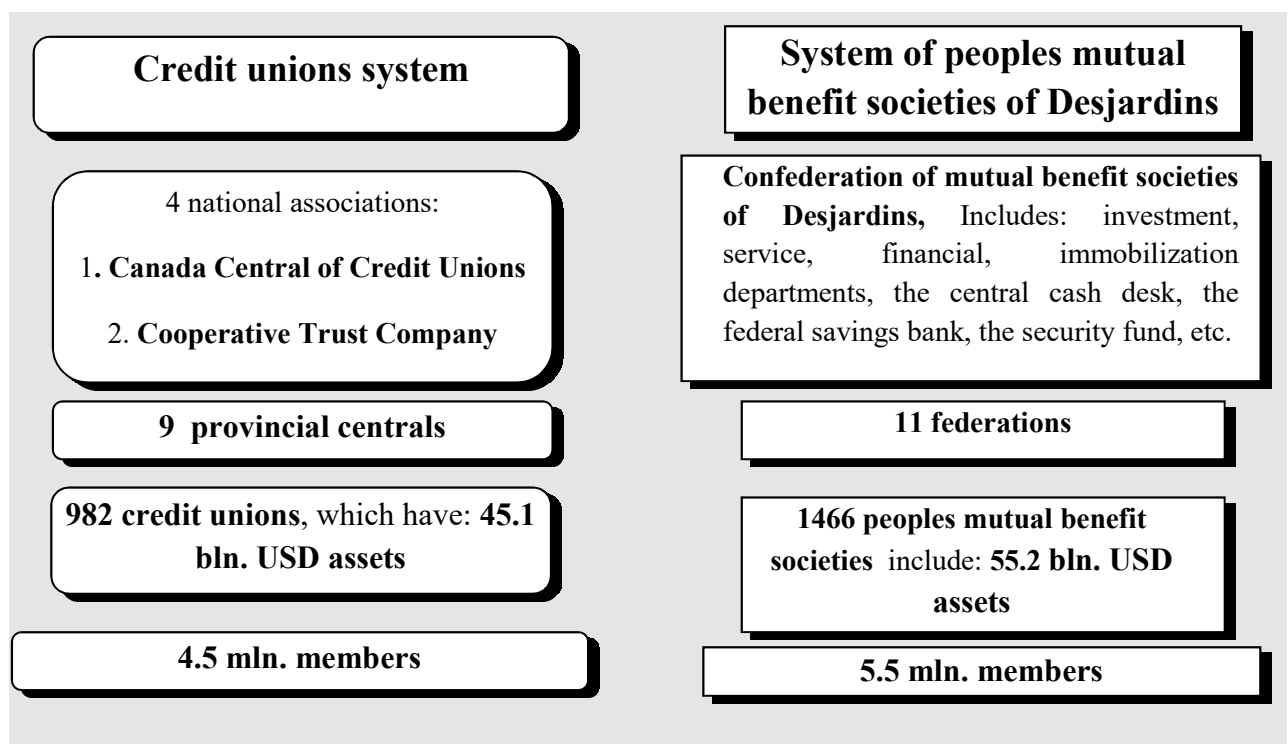 Credit unions system
4 national associations:
1. Canada Central of Credit Unions
2. Cooperative Trust Company
9 provincial centrals
982 credit unions, which have: 45.1
bln. USD assets
4.5 mln. members
System of peoples mutual
benefit societies of Desjardins
Confederation of mutual benefit societies
of Desjardins, Includes: investment,
service, financial, immobilization
departments, the central cash desk, the
federal savings bank, the security fund, etc.
11 federations
1466 peoples mutual benefit
societies include: 55.2 bln. USD
assets
5.5 mln. members